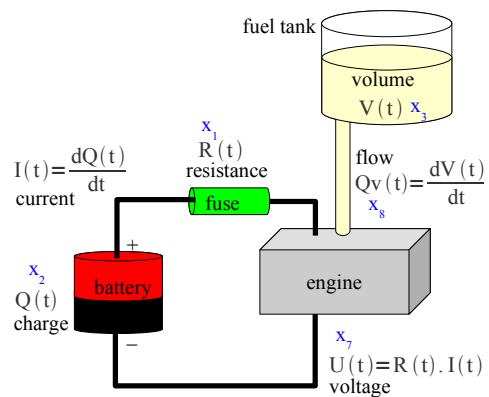 fuel tank
volume
V(t) x₃
flow
Qv(t)=dV(t)/dt
x₈
x₁
R(t)
resistance
fuse
I(t)=dQ(t)/dt
current
+
battery
x₂
Q(t)
charge
−
engine
x₇
U(t)=R(t).I(t)
voltage